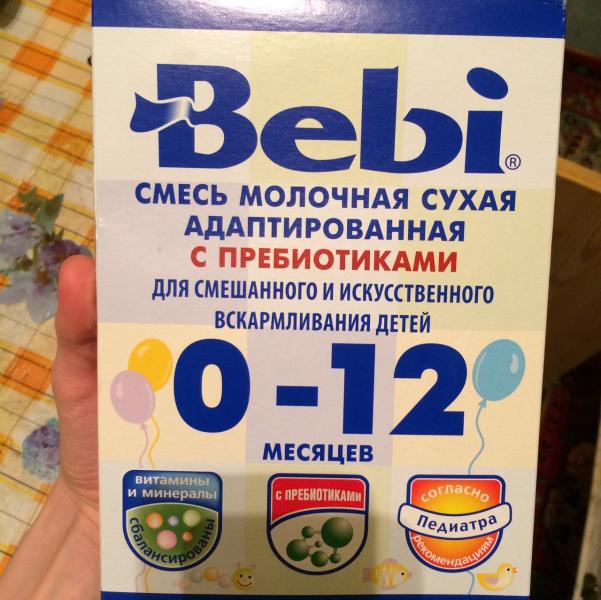 Bebi®
СМЕСЬ МОЛОЧНАЯ СУХАЯ
АДАПТИРОВАННАЯ
С ПРЕБИОТИКАМИ
ДЛЯ СМЕШАННОГО И ИСКУССТВЕННОГО
ВСКАРМЛИВАНИЯ ДЕТЕЙ
0-12
МЕСЯЦЕВ
витамины
и минералы
сбалансированы
С ПРЕБИОТИКАМИ
согласно
Педиатра
рекомендациям